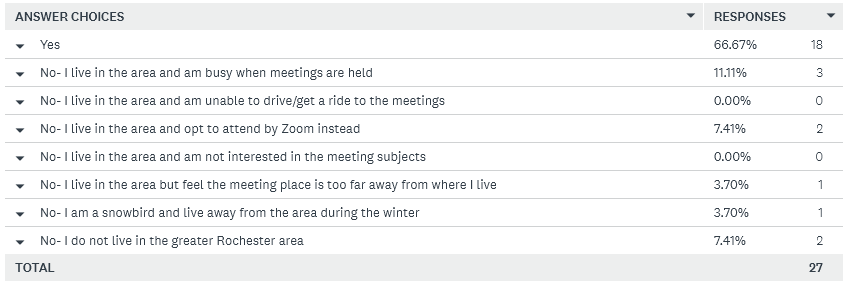 ANSWER CHOICES RESPONSES
Yes 66.67% 18
No- I live in the area and am busy when meetings are held 11.11% 3
No- I live in the area and am unable to drive/get a ride to the meetings 0.00% 0
No- I live in the area and opt to attend by Zoom instead 7.41% 2
No- I live in the area and am not interested in the meeting subjects 0.00% 0
No- I live in the area but feel the meeting place is too far away from where I live 3.70% 1
No- I am a snowbird and live away from the area during the winter 3.70% 1
No- I do not live in the greater Rochester area 7.41% 2
TOTAL 27